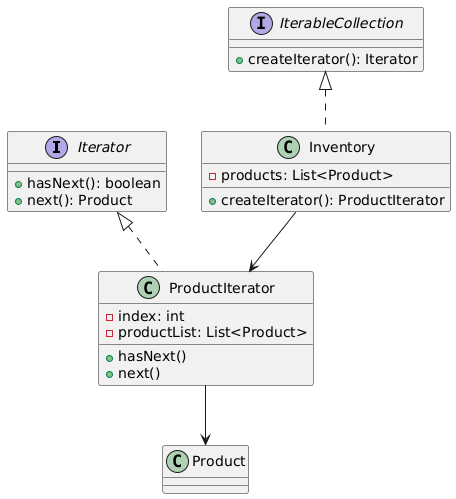 I IterableCollection
createIterator(): Iterator
I Iterator
hasNext(): boolean
next(): Product
C Inventory
products: List<Product>
createIterator(): ProductIterator
C ProductIterator
index: int
productList: List<Product>
hasNext()
next()
C Product